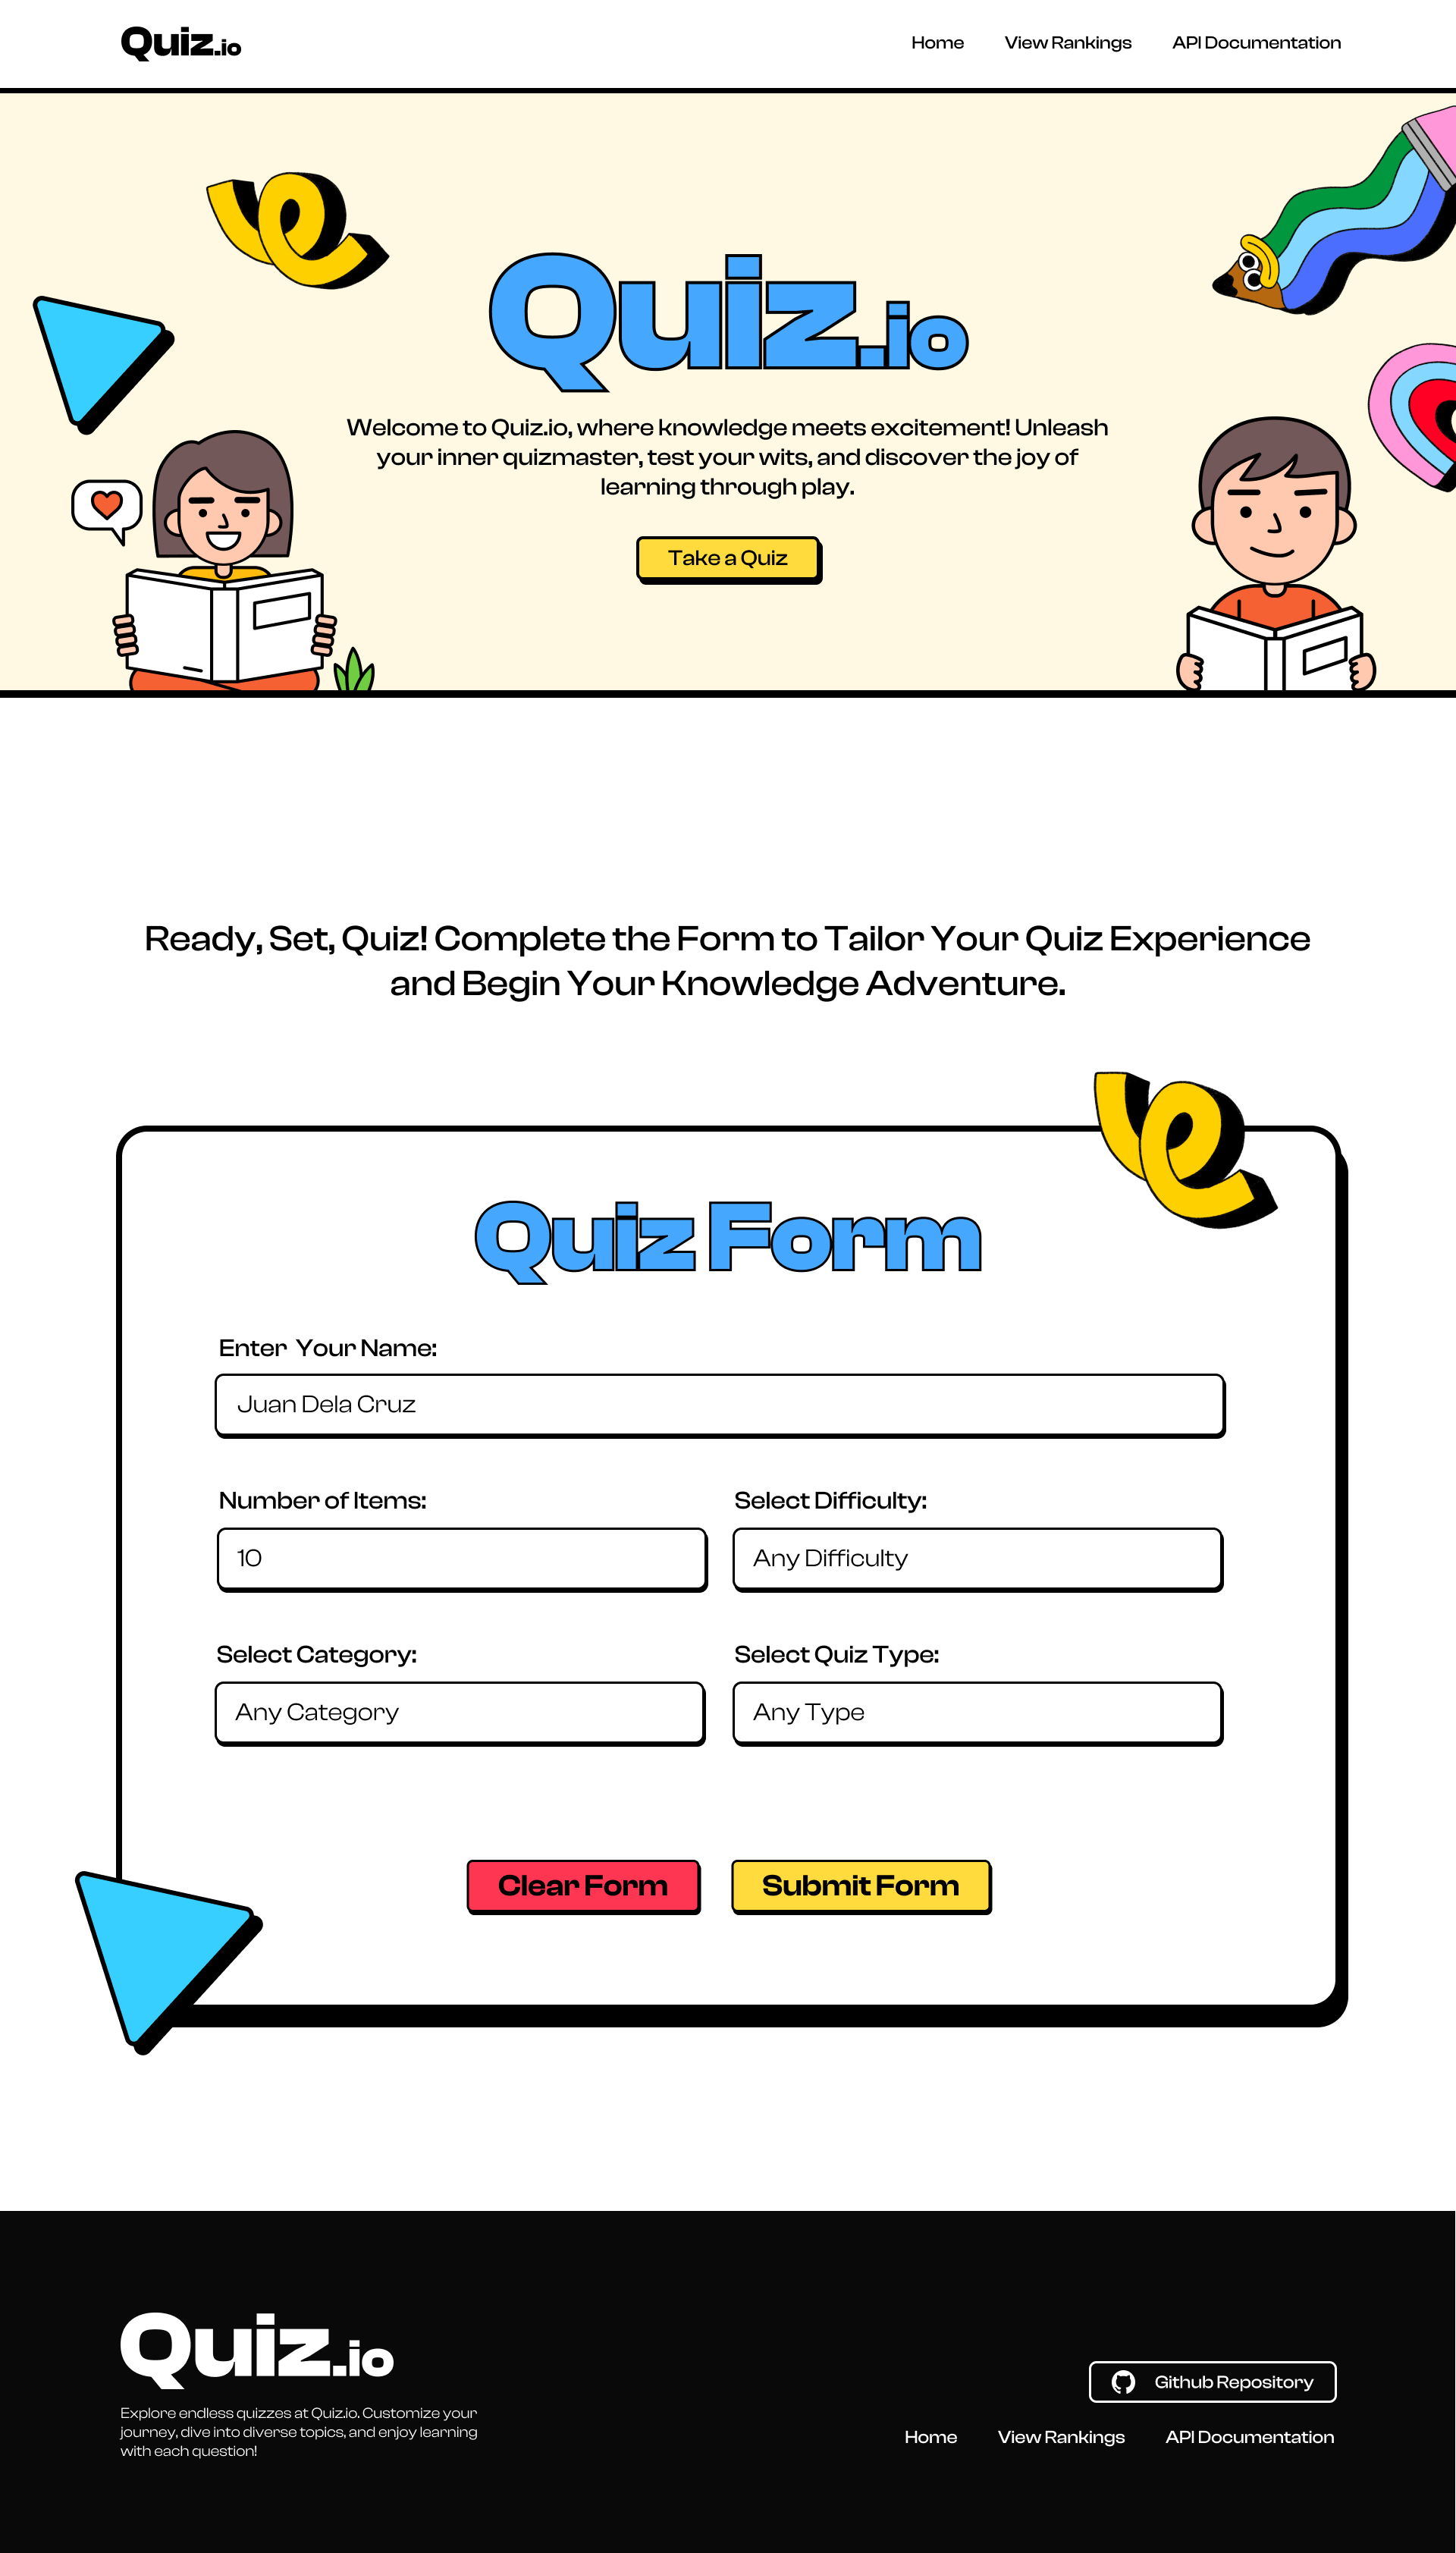 Quiz.io
Home
View Rankings
API Documentation
Quiz.io
Welcome to Quiz.io, where knowledge meets excitement! Unleash
your inner quizmaster, test your wits, and discover the joy of
learning through play.
Take a Quiz
Ready, Set, Quiz! Complete the Form to Tailor Your Quiz Experience
and Begin Your Knowledge Adventure.
Quiz Form
Enter Your Name:
Juan Dela Cruz
Number of Items:
Select Difficulty:
10
Any Difficulty
Select Category:
Select Quiz Type:
Any Category
Any Type
Clear Form
Submit Form
Quiz.io
Explore endless quizzes at Quiz.io. Customize your
journey, dive into diverse topics, and enjoy learning
with each question!
Github Repository
Home
View Rankings
API Documentation